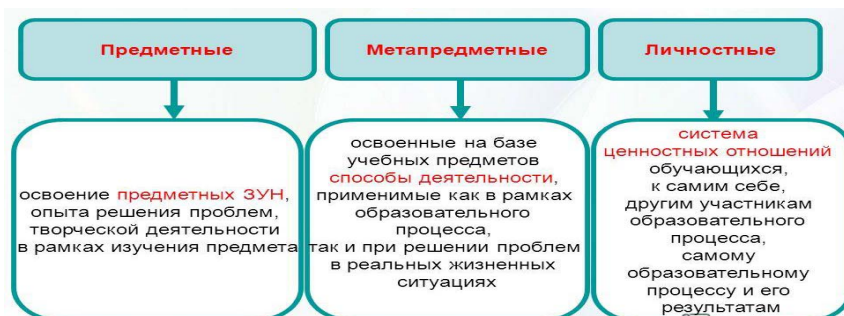 Предметные
Метапредметные
Личностные
освоение предметных ЗУН,
опыта решения проблем,
творческой деятельности
в рамках изучения предмета
освоенные на базе
учебных предметов
способы деятельности,
применимые как в рамках
образовательного
процесса,
так и при решении проблем
в реальных жизненных
ситуациях
система
ценностных отношений
обучающихся,
к самим себе,
другим участникам
образовательного
процесса,
самому
образовательному
процессу и его
результатам